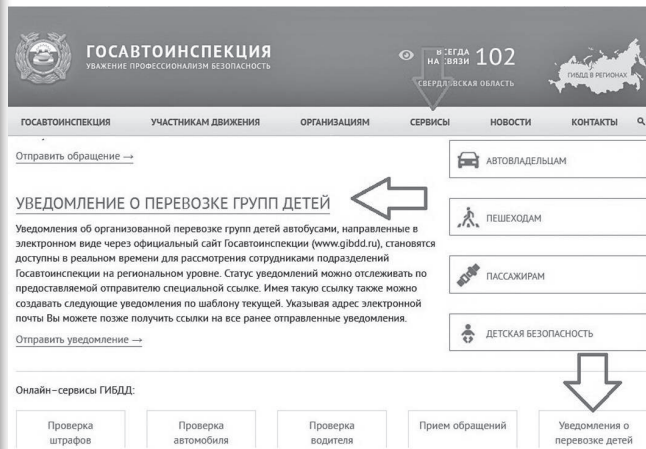 ГОСАВТОИНСПЕКЦИЯ
УВАЖЕНИЕ ПРОФЕССИОНАЛИЗМ БЕЗОПАСНОСТЬ
ВСЕГДА
НА СВЯЗИ 102
СВЕРДЛОВСКАЯ ОБЛАСТЬ
ГИБДД В РЕГИОНАХ
ГОСАВТОИНСПЕКЦИЯ УЧАСТНИКАМ ДВИЖЕНИЯ ОРГАНИЗАЦИЯМ СЕРВИСЫ НОВОСТИ КОНТАКТЫ
Отправить обращение →
УВЕДОМЛЕНИЕ О ПЕРЕВОЗКЕ ГРУПП ДЕТЕЙ
Уведомления об организованной перевозке групп детей автобусами, направленные в
электронном виде через официальный сайт Госавтоинспекции (www.gibdd.ru), становятся
доступны в реальном времени для рассмотрения сотрудниками подразделений
Госавтоинспекции на региональном уровне. Статус уведомлений можно отслеживать по
предоставляемой отправителю специальной ссылке. Имея такую ссылку также можно
создавать следующие уведомления по шаблону текущей. Указывая адрес электронной
почты Вы можете позже получить ссылки на все ранее отправленные уведомления.
Отправить уведомление →
АВТОВЛАДЕЛЬЦАМ
ПЕШЕХОДАМ
ПАССАЖИРАМ
ДЕТСКАЯ БЕЗОПАСНОСТЬ
Онлайн-сервисы ГИБДД:
Проверка
штрафов
Проверка
автомобиля
Проверка
водителя
Прием обращений
Уведомления о
перевозке детей